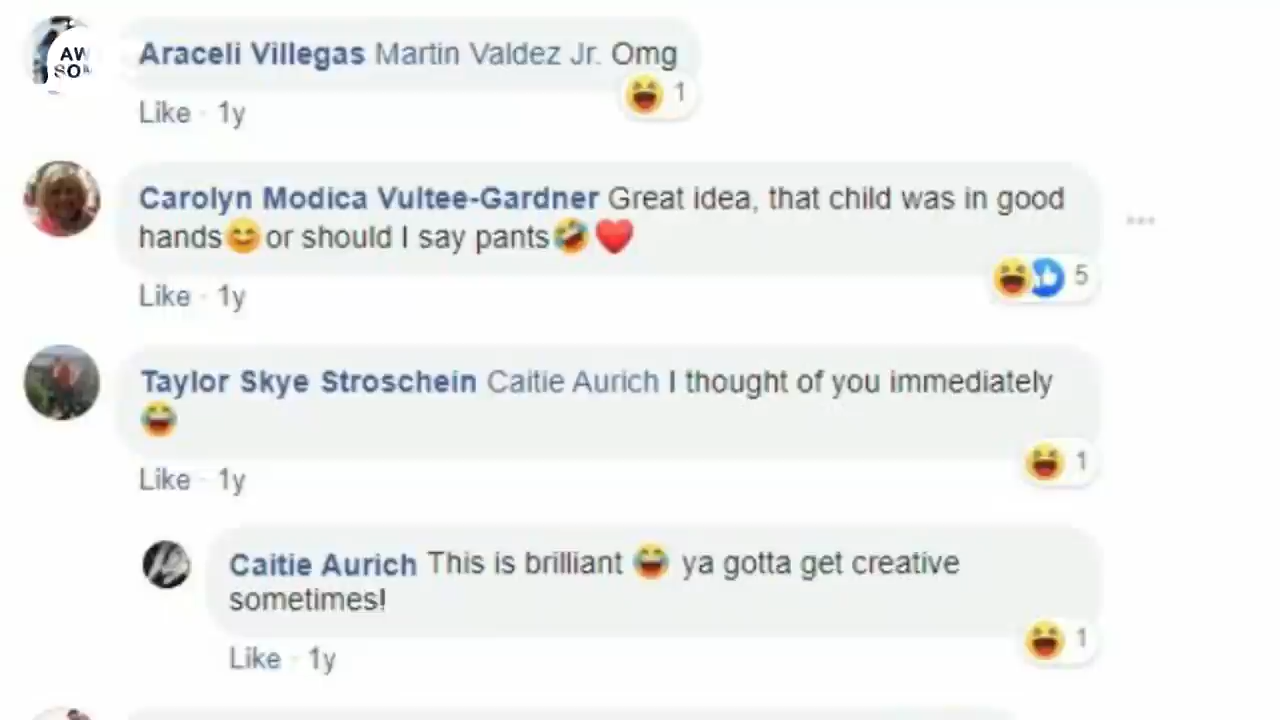 AW
SO
Araceli Villegas Martin Valdez Jr. Omg
1
Like · 1y
Carolyn Modica Vultee-Gardner Great idea, that child was in good
hands😊or should I say pants🤣❤️
5
Like · 1y
Taylor Skye Stroschein Caitie Aurich I thought of you immediately
😂
1
Like · 1y
Caitie Aurich This is brilliant 😂 ya gotta get creative
sometimes!
1
Like · 1y